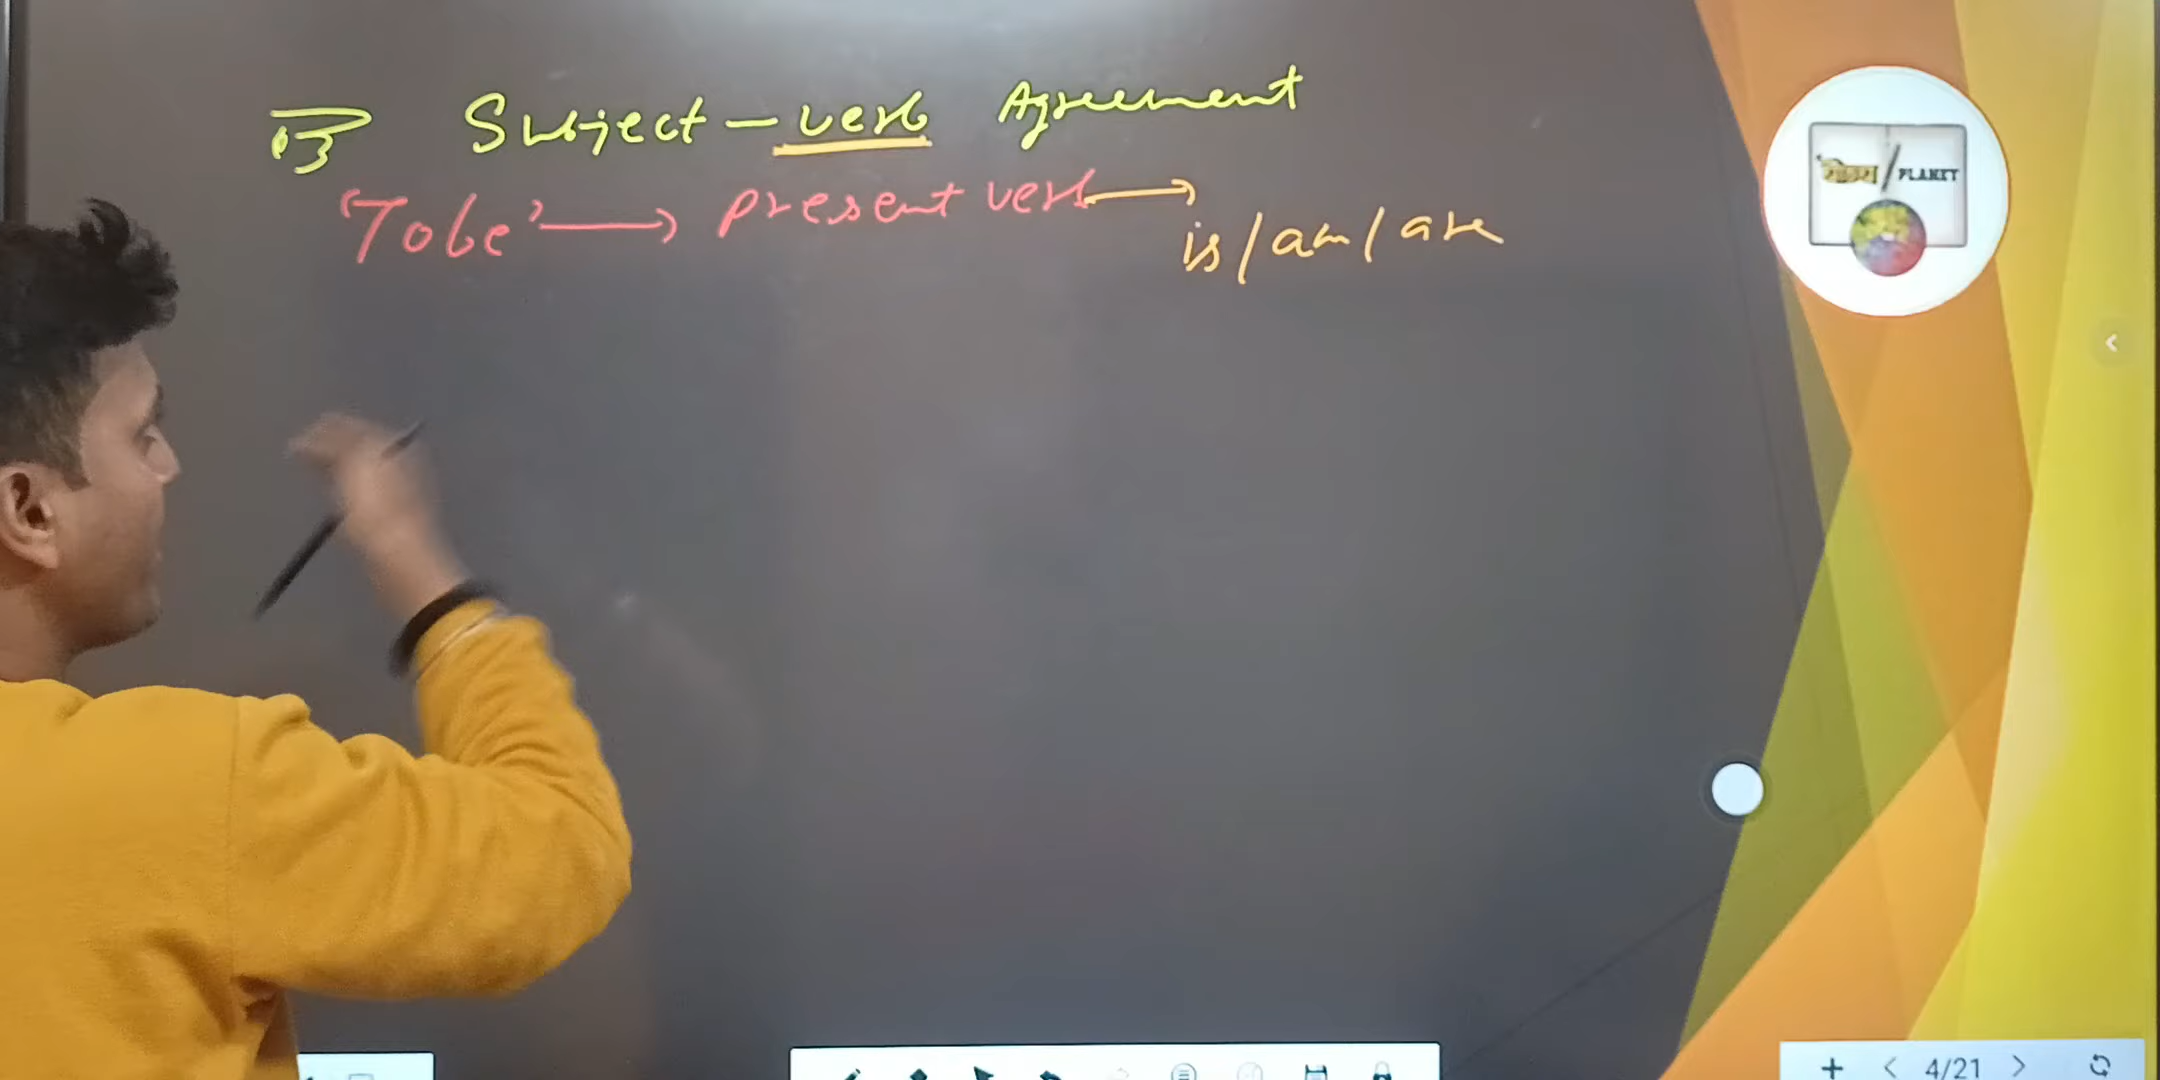 Subject - verb Agreement
'Tobe' → present verb →
is / am / are
PLANET
4/21